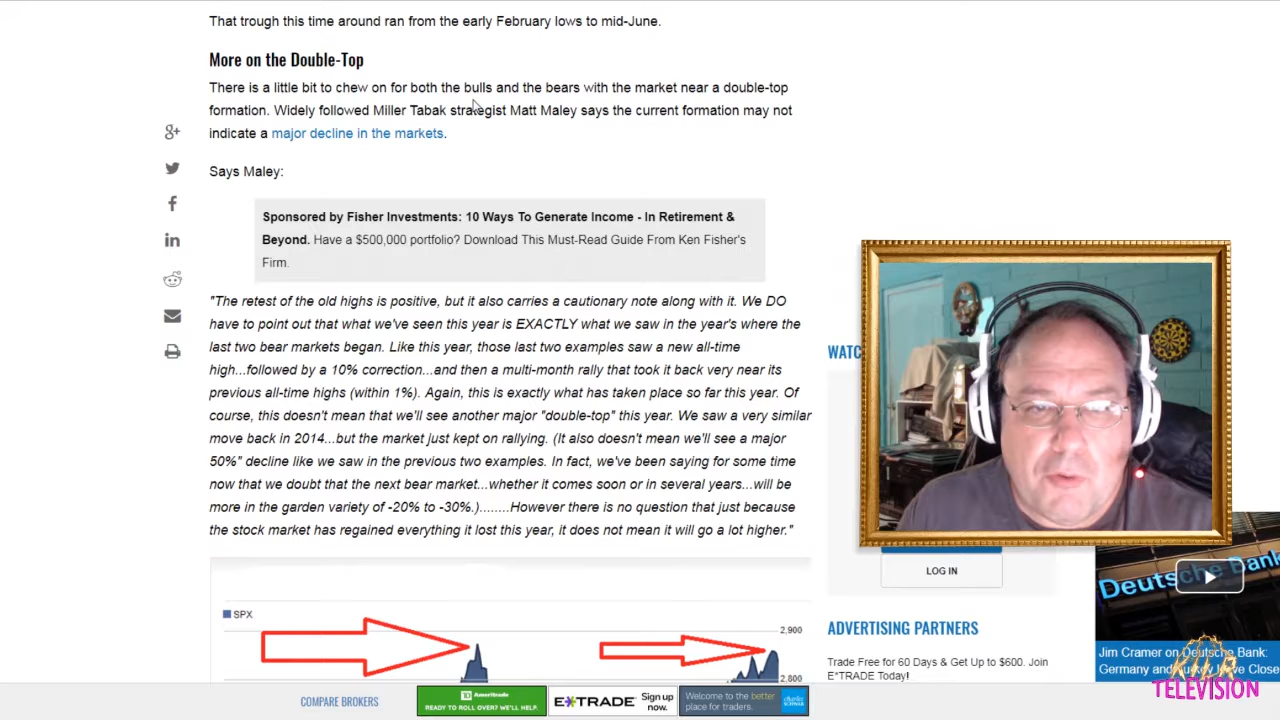 That trough this time around ran from the early February lows to mid-June.
More on the Double-Top
There is a little bit to chew on for both the bulls and the bears with the market near a double-top
formation. Widely followed Miller Tabak strategist Matt Maley says the current formation may not
indicate a major decline in the markets.
Says Maley:
Sponsored by Fisher Investments: 10 Ways To Generate Income - In Retirement &
Beyond. Have a $500,000 portfolio? Download This Must-Read Guide From Ken Fisher's
Firm.
"The retest of the old highs is positive, but it also carries a cautionary note along with it. We DO
have to point out that what we've seen this year is EXACTLY what we saw in the year's where the
last two bear markets began. Like this year, those last two examples saw a new all-time
high...followed by a 10% correction...and then a multi-month rally that took it back very near its
previous all-time highs (within 1%). Again, this is exactly what has taken place so far this year. Of
course, this doesn't mean that we'll see another major "double-top" this year. We saw a very similar
move back in 2014...but the market just kept on rallying. (It also doesn't mean we'll see a major
50%" decline like we saw in the previous two examples. In fact, we've been saying for some time
now that we doubt that the next bear market...whether it comes soon or in several years...will be
more in the garden variety of -20% to -30%.)........However there is no question that just because
the stock market has regained everything it lost this year, it does not mean it will go a lot higher."
SPX
2,900
2,800
WATC
LOG IN
ADVERTISING PARTNERS
Trade Free for 60 Days & Get Up to $600. Join
E*TRADE Today!
Deutsche Bank
Jim Cramer on Deutsche Bank:
Germany and
ve Close
TELEVISION
COMPARE BROKERS
TD Ameritrade
READY TO ROLL OVER? WE'LL HELP.
E*TRADE Sign up
now.
Welcome to the better
place for traders.
charles
SCHWAB